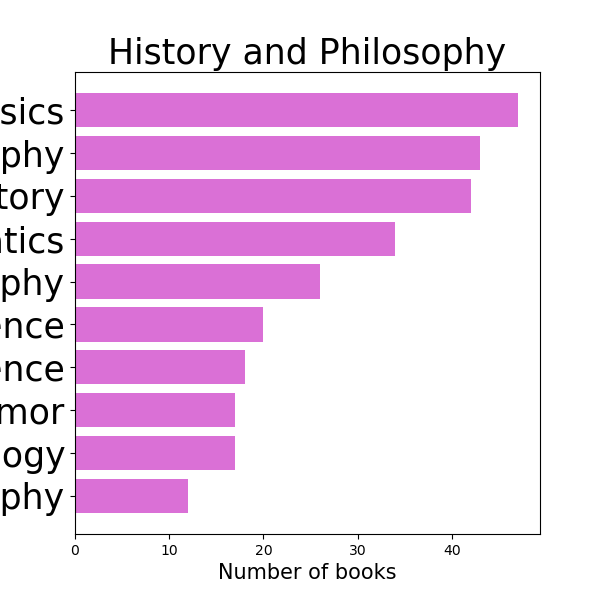 History and Philosophy
sics
phy
tory
tics
phy
ence
ence
mor
ogy
phy
0 10 20 30 40
Number of books